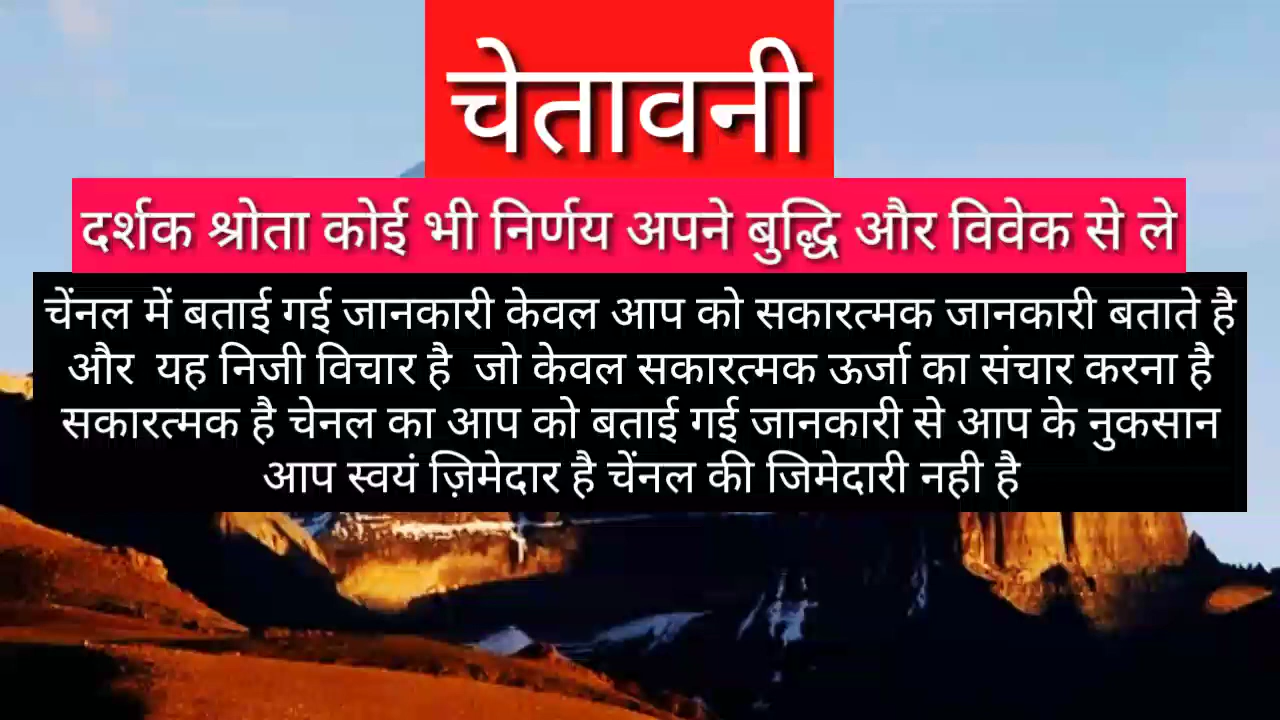 चेतावनी
दर्शक श्रोता कोई भी निर्णय अपने बुद्धि और विवेक से ले
चेंनल में बताई गई जानकारी केवल आप को सकारत्मक जानकारी बताते है
और यह निजी विचार है जो केवल सकारत्मक ऊर्जा का संचार करना है
सकारत्मक है चेनल का आप को बताई गई जानकारी से आप के नुकसान
आप स्वयं ज़िमेदार है चेंनल की जिमेदारी नही है